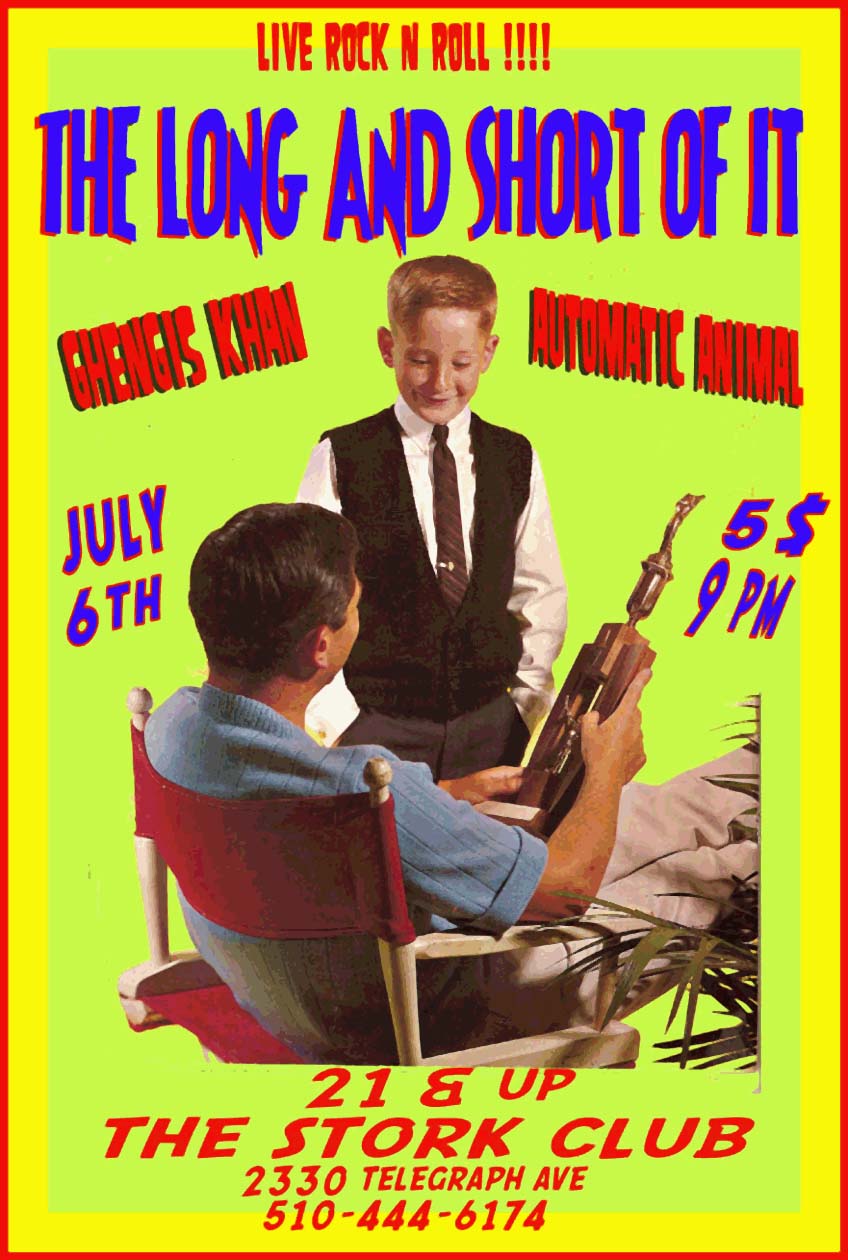 LIVE ROCK N ROLL !!!!
THE LONG AND SHORT OF IT
GHENGIS KHAN
AUTOMATIC ANIMAL
JULY
6TH
5$
9 PM
21 & UP
THE STORK CLUB
2330 TELEGRAPH AVE
510-444-6174